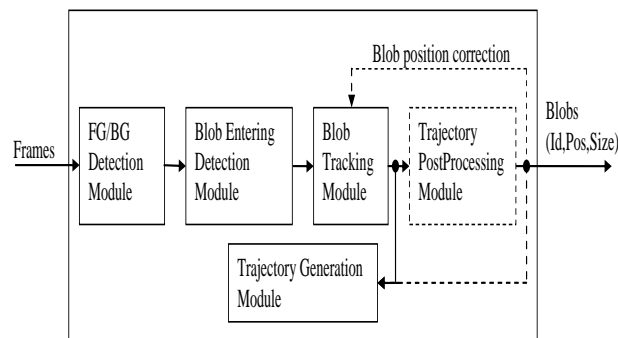 Blob position correction
Frames
FG/BG
Detection
Module
Blob Entering
Detection
Module
Blob
Tracking
Module
Trajectory
PostProcessing
Module
Blobs
(Id,Pos,Size)
Trajectory Generation
Module